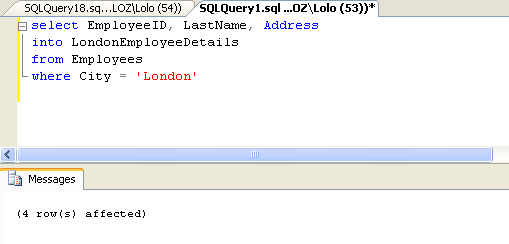 SQLQuery18.sq...LOZ\Lolo (54)) SQLQuery1.sql ...OZ\Lolo (53))*
select EmployeeID, LastName, Address
into LondonEmployeeDetails
from Employees
where City = 'London'
Messages
(4 row(s) affected)